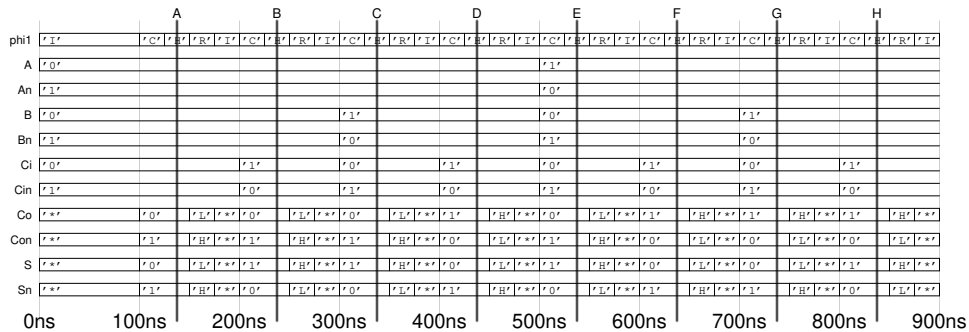 A B C D E F G H
phi1 'I' 'C' 'H' 'R' 'I' 'C' 'H' 'R' 'I' 'C' 'H' 'R' 'I' 'C' 'H' 'R' 'I' 'C' 'H' 'R' 'I' 'C' 'H' 'R' 'I' 'C' 'H' 'R' 'I' 'C' 'H' 'R' 'I'
A '0' '1'
An '1' '0'
B '0' '1' '0' '1'
Bn '1' '0' '1' '0'
Ci '0' '1' '0' '1' '0' '1' '0' '1'
Cin '1' '0' '1' '0' '1' '0' '1' '0'
Co '*' '0' 'L' '*' '0' 'L' '*' '0' 'L' '*' '1' 'H' '*' '0' 'L' '*' '1' 'H' '*' '1' 'H' '*' '1' 'H' '*'
Con '*' '1' 'H' '*' '1' 'H' '*' '1' 'H' '*' '0' 'L' '*' '1' 'H' '*' '0' 'L' '*' '0' 'L' '*' '0' 'L' '*'
S '*' '0' 'L' '*' '1' 'H' '*' '1' 'H' '*' '0' 'L' '*' '1' 'H' '*' '0' 'L' '*' '0' 'L' '*' '1' 'H' '*'
Sn '*' '1' 'H' '*' '0' 'L' '*' '0' 'L' '*' '1' 'H' '*' '0' 'L' '*' '1' 'H' '*' '1' 'H' '*' '0' 'L' '*'
0ns 100ns 200ns 300ns 400ns 500ns 600ns 700ns 800ns 900ns